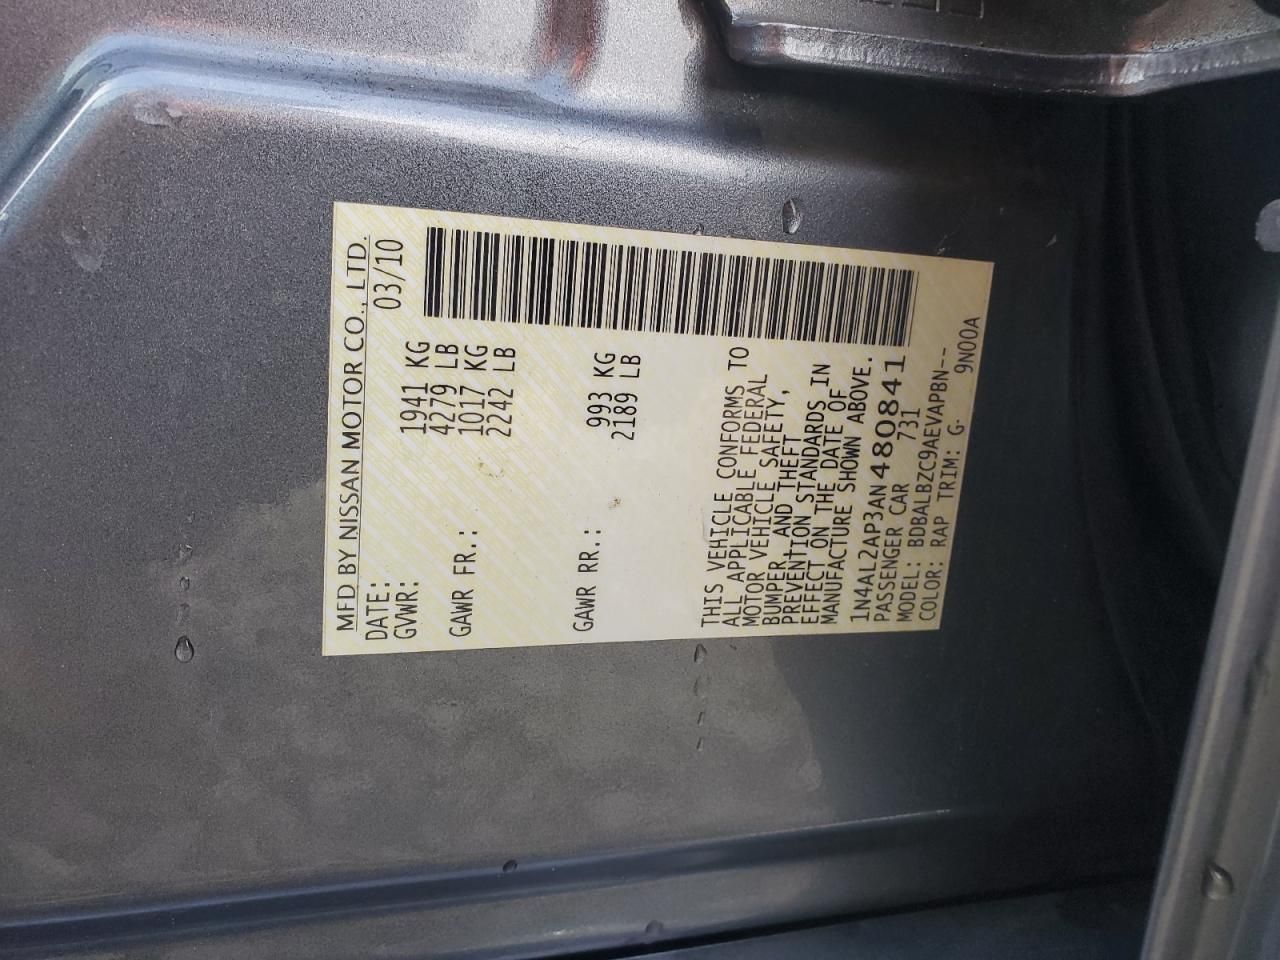 MFD BY NISSAN MOTOR CO., LTD.
DATE: 03/10
GVWR: 1941 KG
4279 LB
GAWR FR.: 1017 KG
2242 LB
GAWR RR.: 993 KG
2189 LB
THIS VEHICLE CONFORMS TO
ALL APPLICABLE FEDERAL
MOTOR VEHICLE SAFETY,
BUMPER, AND THEFT
PREVENTION STANDARDS IN
EFFECT ON THE DATE OF
MANUFACTURE SHOWN ABOVE.
1N4AL2AP3AN480841
PASSENGER CAR 731
MODEL: BDBALBZC9AEVAPBN--
COLOR: RAP TRIM: G- 9N00A